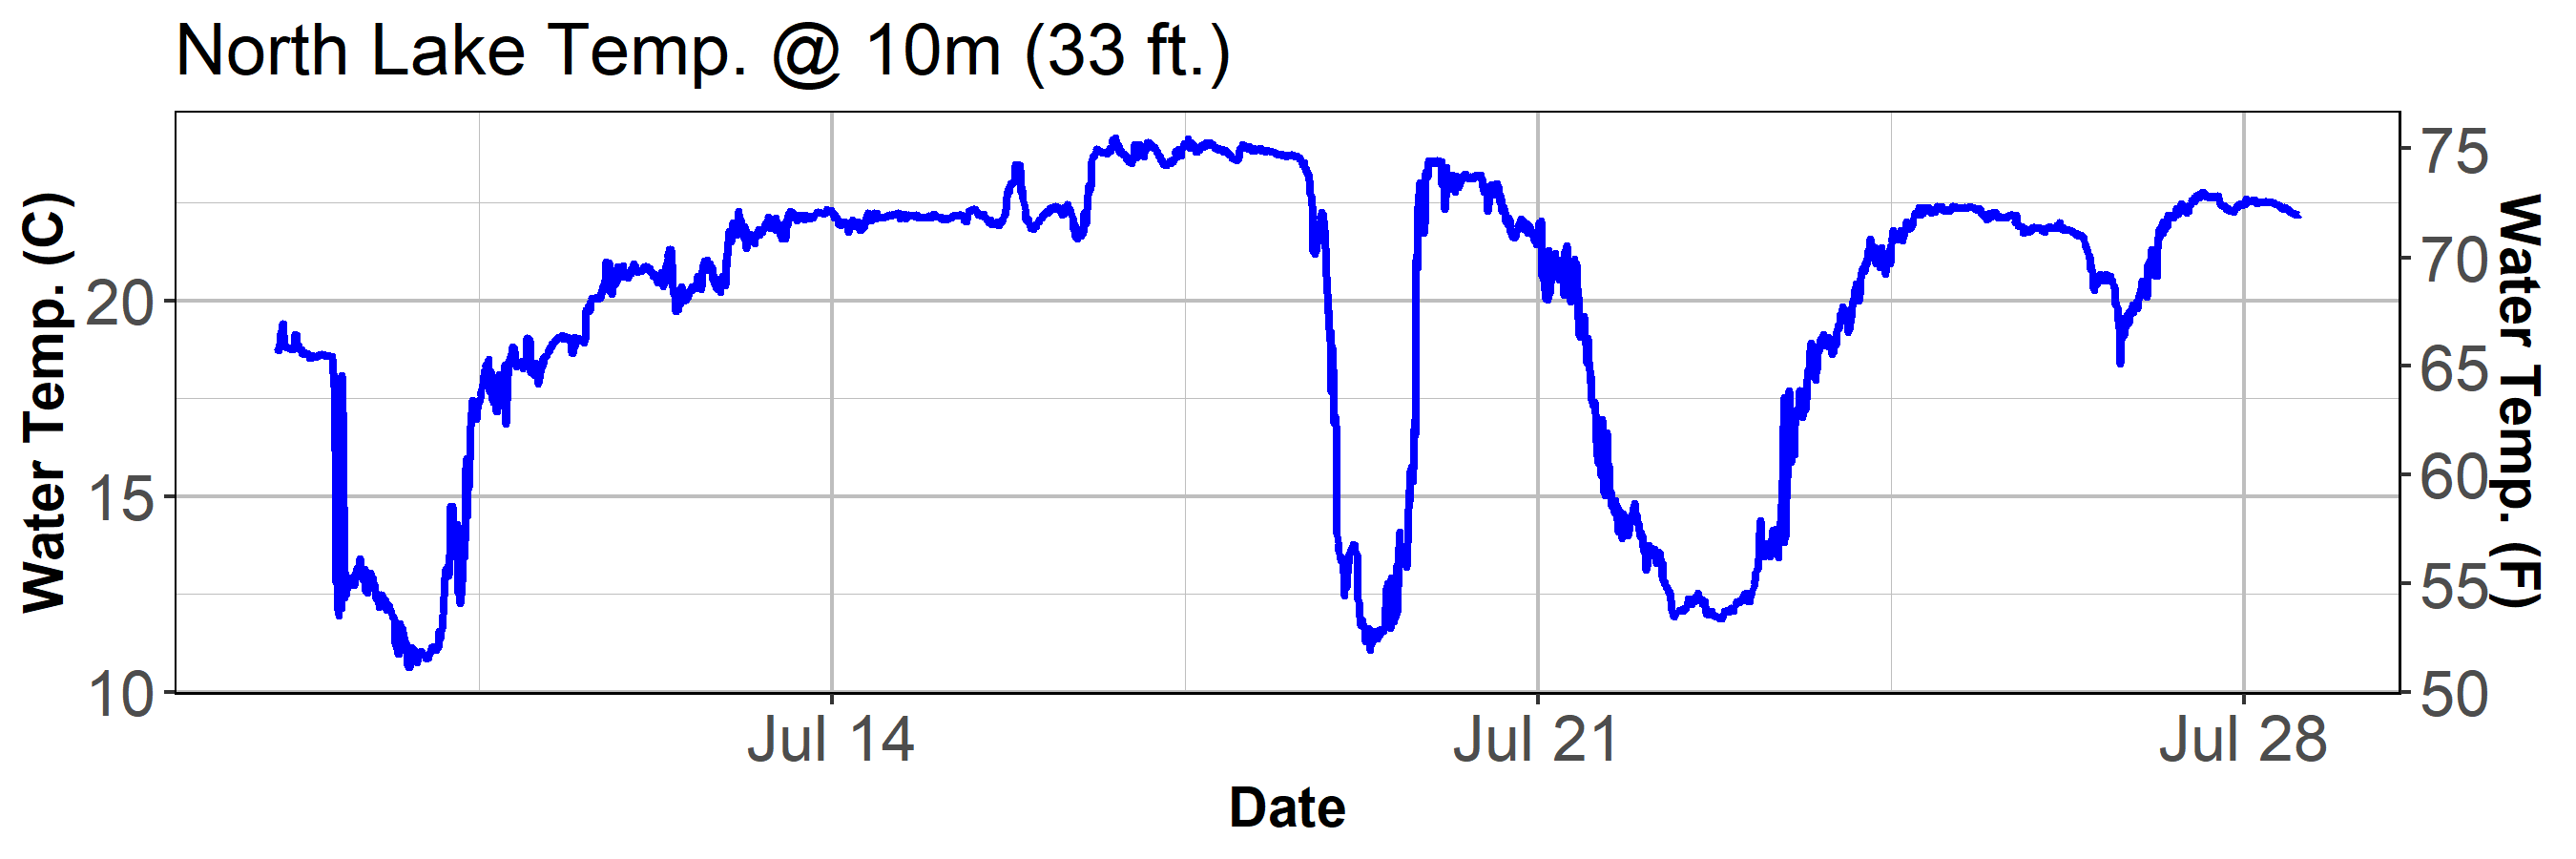 North Lake Temp. @ 10m (33 ft.)
Water Temp. (C)
20
15
10
75
70
65
60
55
50
Water Temp. (F)
Jul 14
Jul 21
Jul 28
Date